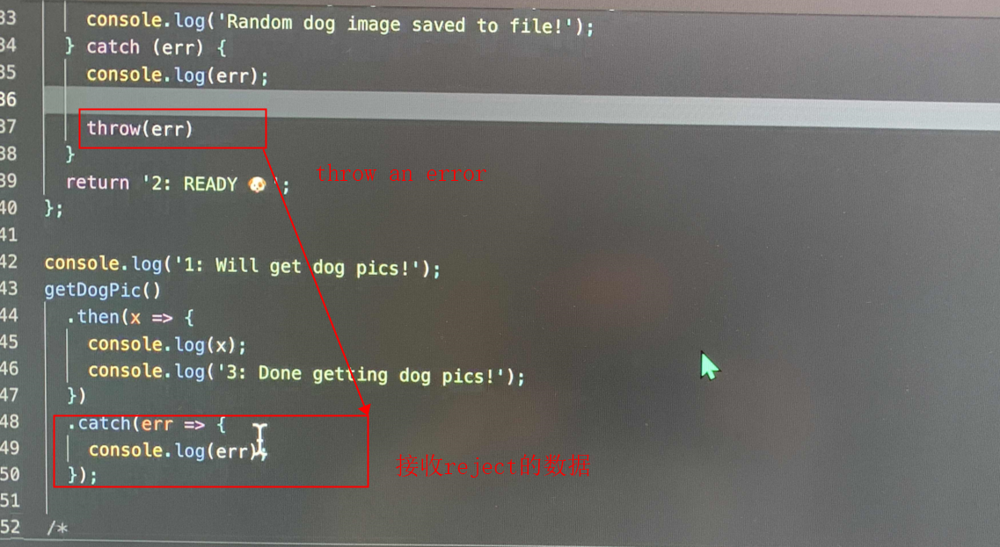 33 console.log('Random dog image saved to file!');
34 } catch (err) {
35 console.log(err);
36
37 throw(err)
38 }
throw an error
39 return '2: READY 🐶';
40 };
41
42 console.log('1: Will get dog pics!');
43 getDogPic()
44 .then(x => {
45 console.log(x);
46 console.log('3: Done getting dog pics!');
47 })
48 .catch(err => {
49 console.log(err);
接收reject的数据
50 });
51
52 /*